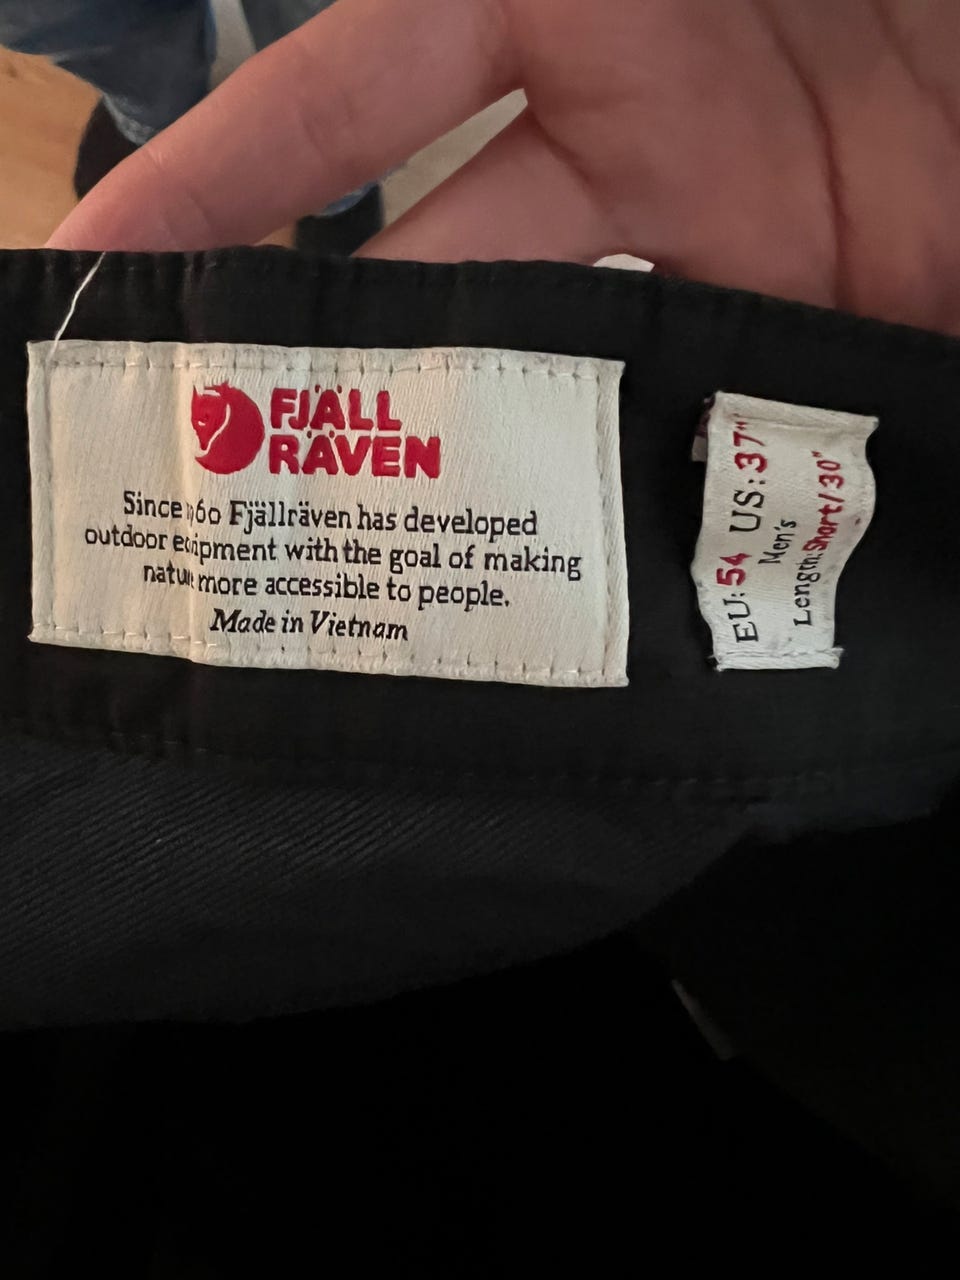 FJÄLL
RÄVEN
Since Fjällräven has developed
outdoor with the goal of making
more accessible to people.
Made in Vietnam
EU: 54 US: 37"
Men's
Length: Short/30"